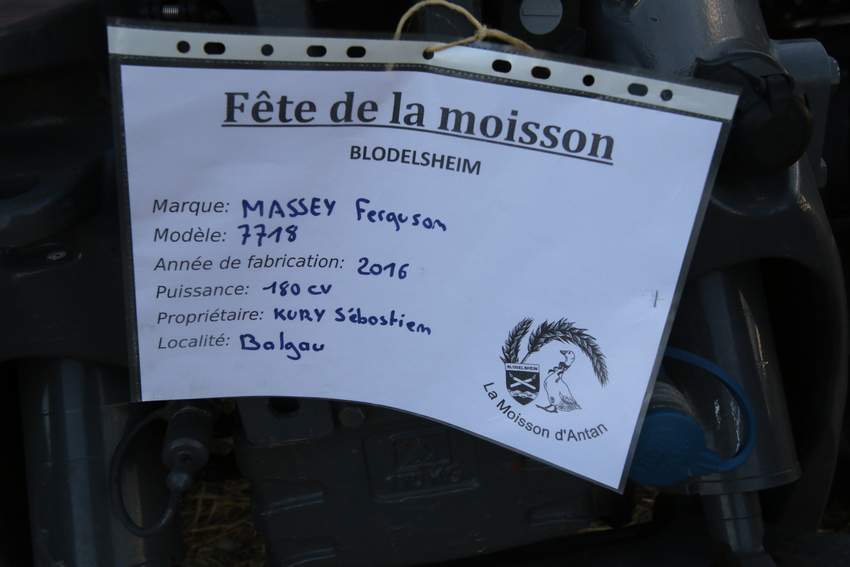 Fête de la moisson
BLODELSHEIM
Marque: MASSEY Ferguson
Modèle: 7718
Année de fabrication: 2016
Puissance: 180 cv
Propriétaire: KURY Sébastien
Localité: Balgau
BLODELSHEIM
La Moisson d'Antan